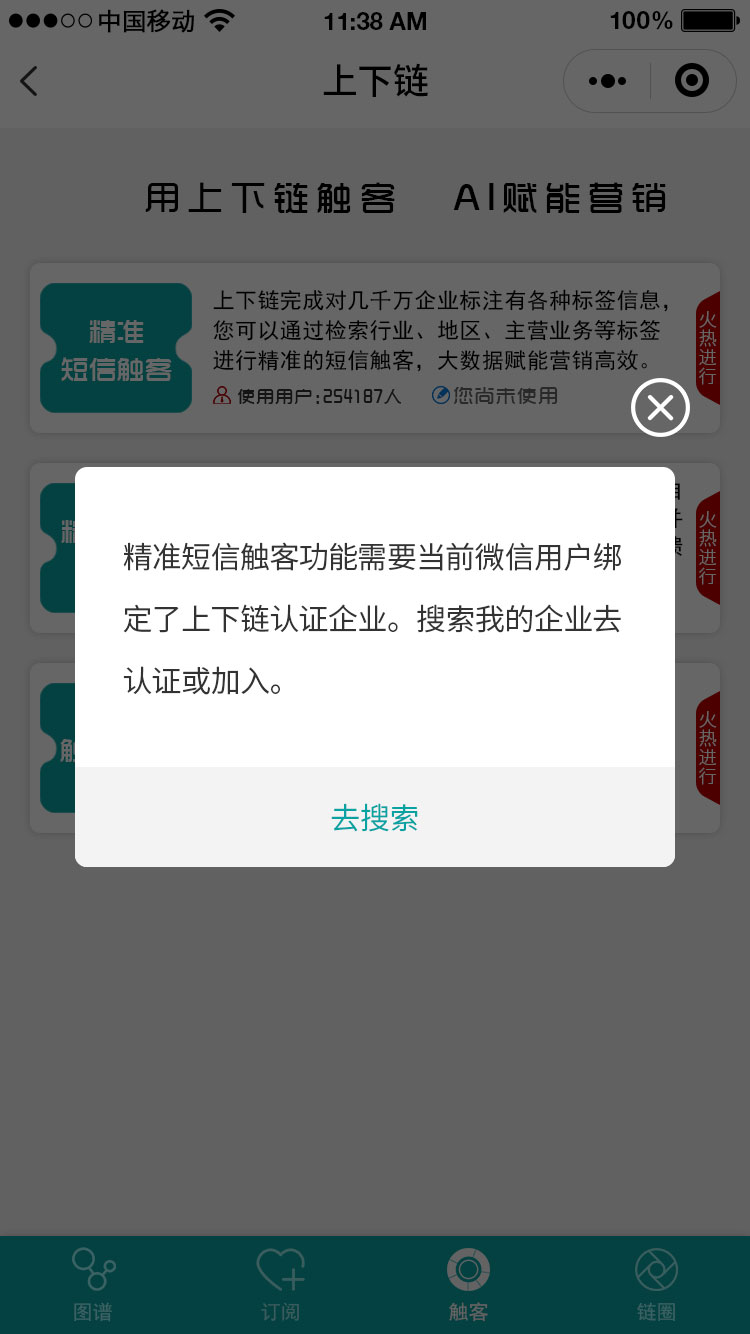 中国移动
11:38 AM
100%
上下链
用上下链触客 AI赋能营销
精准
短信触客
上下链完成对几千万企业标注有各种标签信息，
您可以通过检索行业、地区、主营业务等标签
进行精准的短信触客，大数据赋能营销高效。
使用用户:254187人
您尚未使用
火热进行
火热进行
精准短信触客功能需要当前微信用户绑
定了上下链认证企业。搜索我的企业去
认证或加入。
火热进行
去搜索
图谱
订阅
触客
链圈